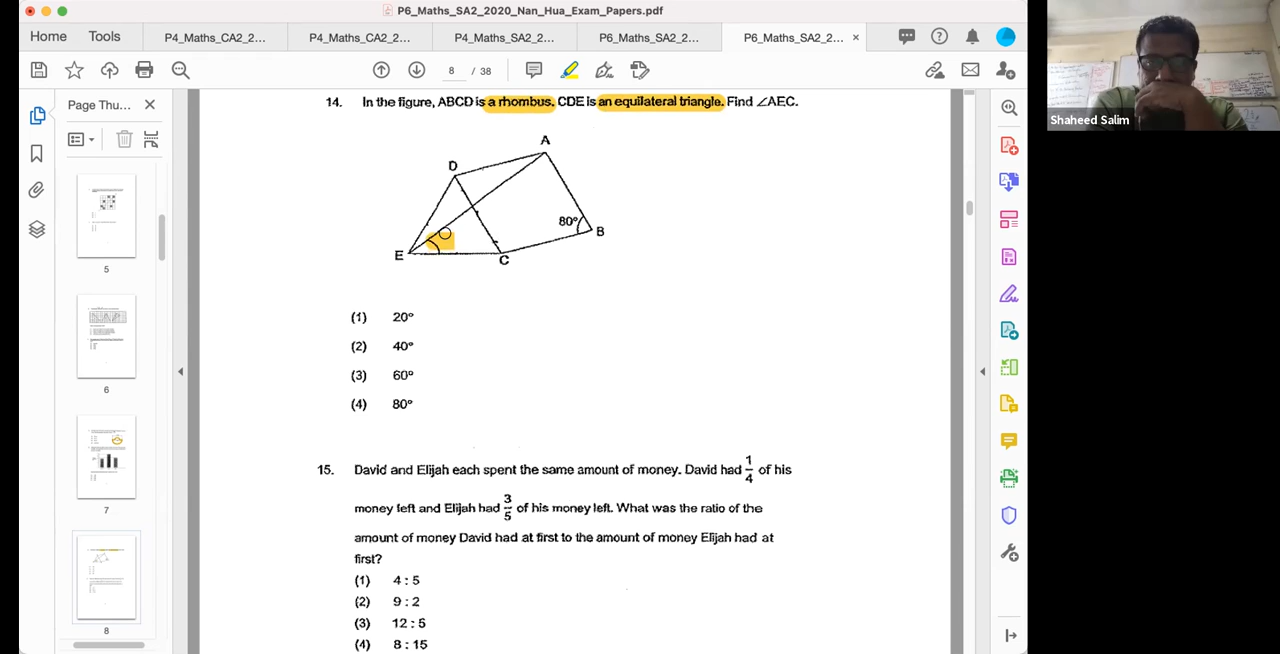 P6_Maths_SA2_2020_Nan_Hua_Exam_Papers.pdf
Home Tools P4_Maths_CA2_2... P4_Maths_CA2_2... P4_Maths_SA2_2... P6_Maths_SA2_2... P6_Maths_SA2_2... ×
8 / 38
Page Thu...
5
6
7
8
14. In the figure, ABCD is a rhombus. CDE is an equilateral triangle. Find ∠AEC.
A
D
80°
B
E
C
(1) 20°
(2) 40°
(3) 60°
(4) 80°
15. David and Elijah each spent the same amount of money. David had 1/4 of his
money left and Elijah had 3/5 of his money left. What was the ratio of the
amount of money David had at first to the amount of money Elijah had at
first?
(1) 4 : 5
(2) 9 : 2
(3) 12 : 5
(4) 8 : 15
Shaheed Salim